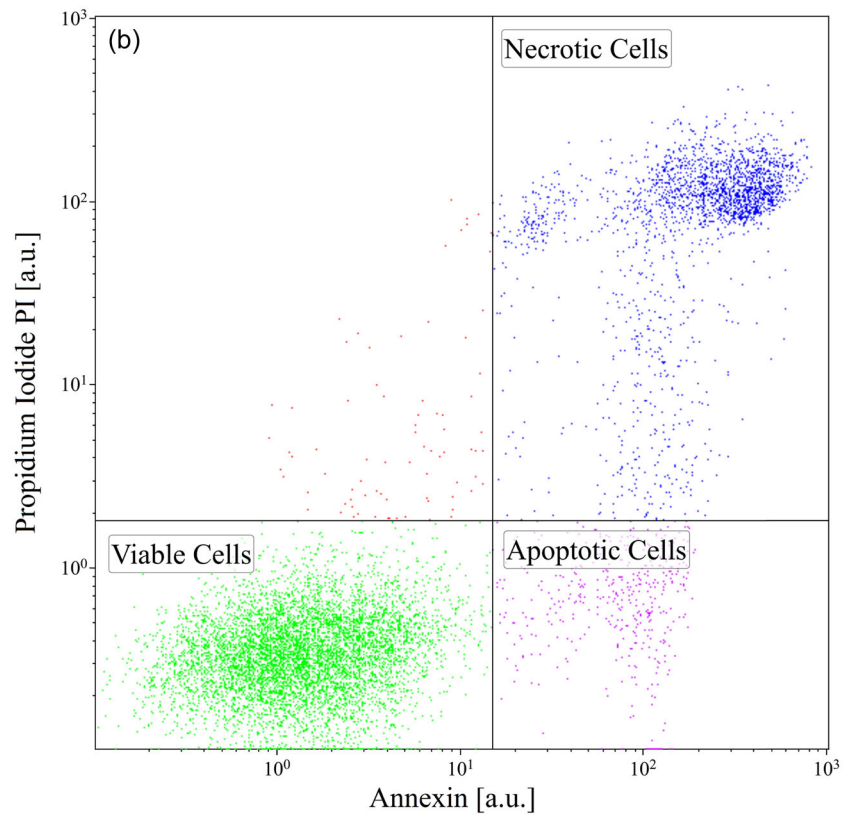 (b)
Necrotic Cells
Viable Cells
Apoptotic Cells
Propidium Iodide PI [a.u.]
10³
10²
10¹
10⁰
10⁰
10¹
10²
10³
Annexin [a.u.]